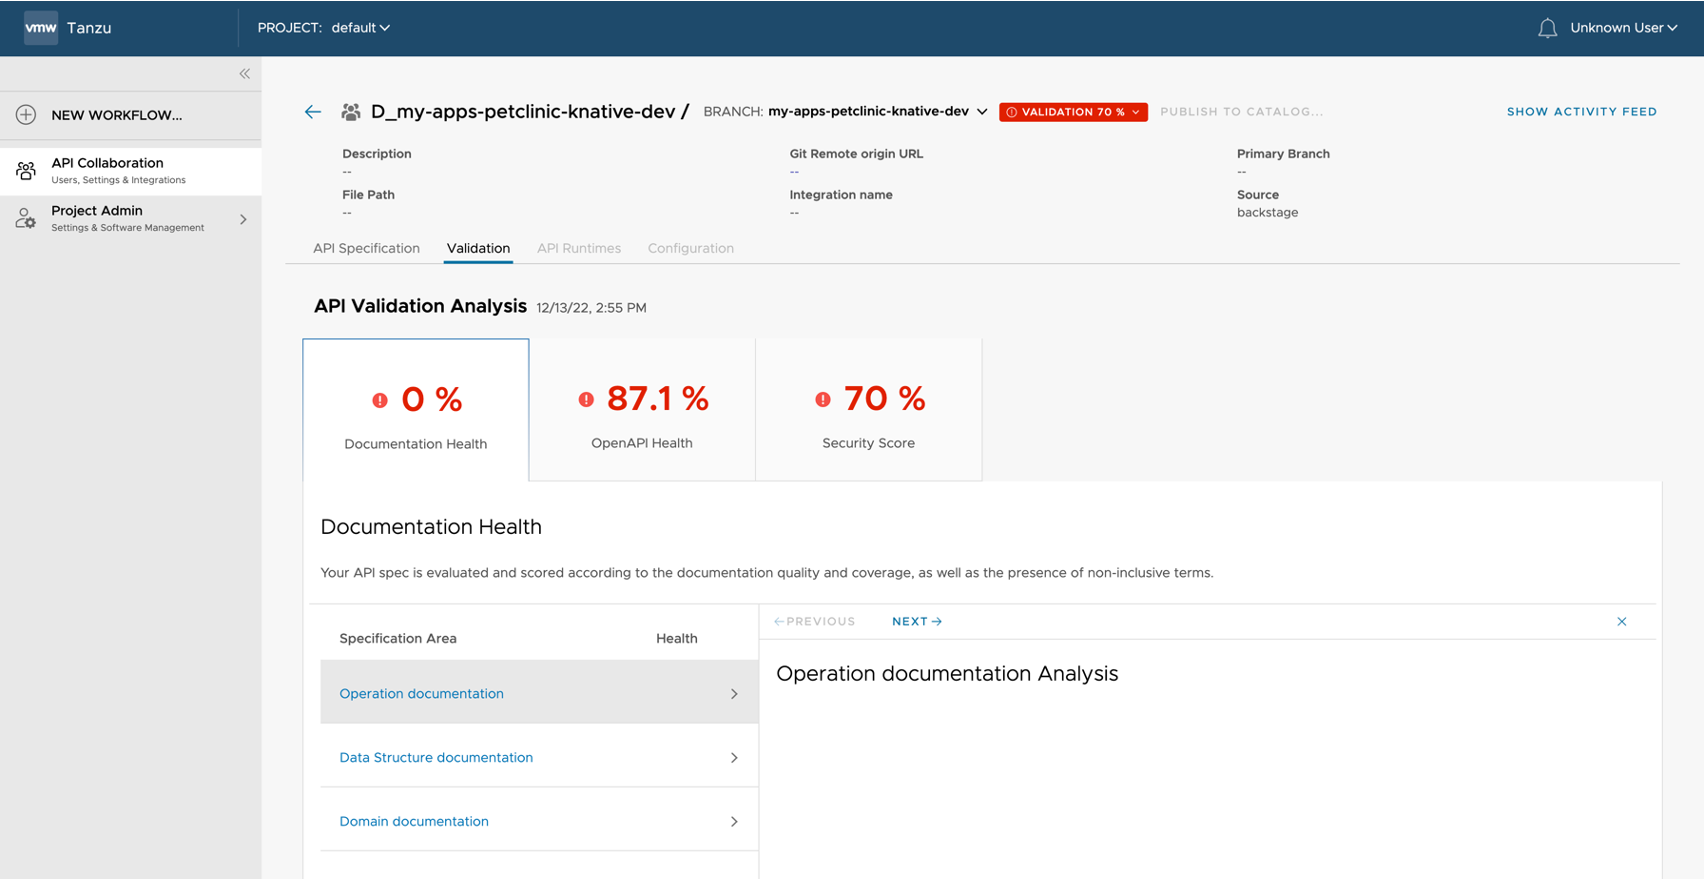 vmw Tanzu PROJECT: default Unknown User
NEW WORKFLOW...
API Collaboration
Users, Settings & Integrations
Project Admin
Settings & Software Management
D_my-apps-petclinic-knative-dev / BRANCH: my-apps-petclinic-knative-dev VALIDATION 70 % PUBLISH TO CATALOG... SHOW ACTIVITY FEED
Description Git Remote origin URL Primary Branch
-- -- --
File Path Integration name Source
-- -- backstage
API Specification Validation API Runtimes Configuration
API Validation Analysis 12/13/22, 2:55 PM
0 % 87.1 % 70 %
Documentation Health OpenAPI Health Security Score
Documentation Health
Your API spec is evaluated and scored according to the documentation quality and coverage, as well as the presence of non-inclusive terms.
PREVIOUS NEXT
Specification Area Health
Operation documentation Analysis
Operation documentation
Data Structure documentation
Domain documentation